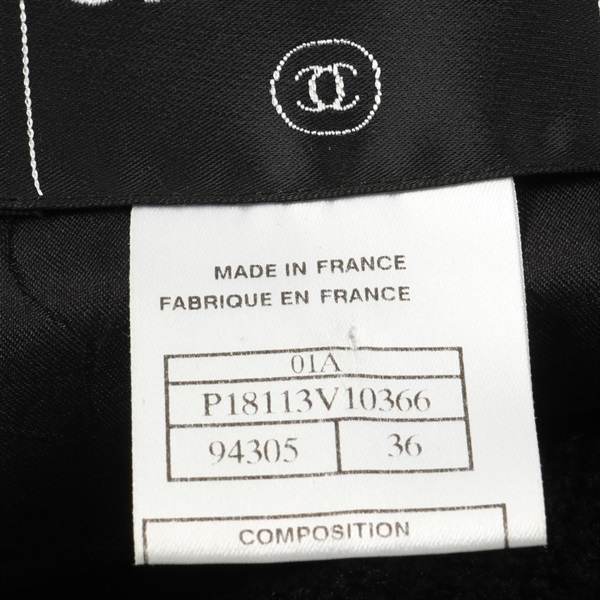 MADE IN FRANCE
FABRIQUE EN FRANCE
01A
P18113V10366
94305 36
COMPOSITION